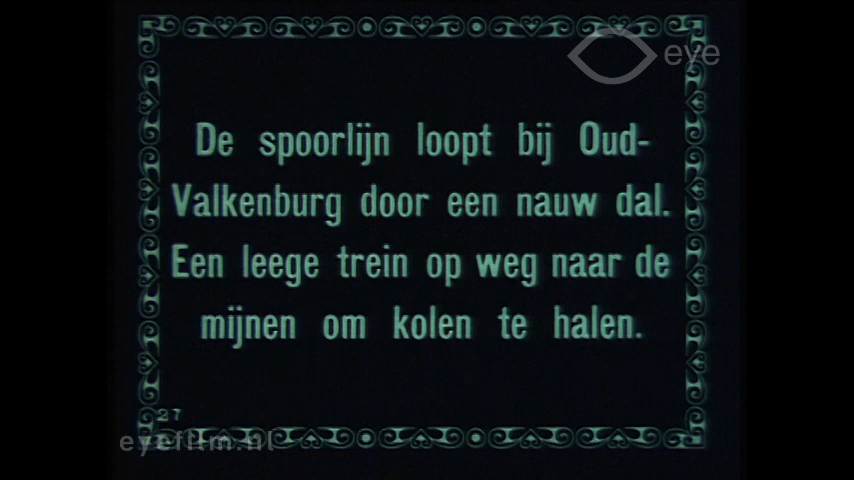 eye
De spoorlijn loopt bij Oud-
Valkenburg door een nauw dal.
Een leege trein op weg naar de
mijnen om kolen te halen.
27
eyefilm.nl